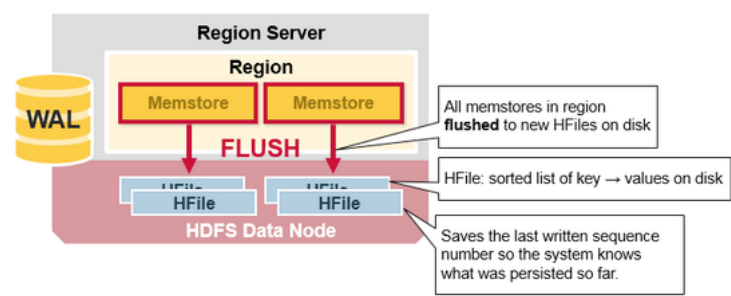 Region Server
Region
WAL
Memstore
Memstore
FLUSH
All memstores in region
flushed to new HFiles on disk
HFile
HFile
HFile: sorted list of key → values on disk
HFile
HFile
HDFS Data Node
Saves the last written sequence
number so the system knows
what was persisted so far.